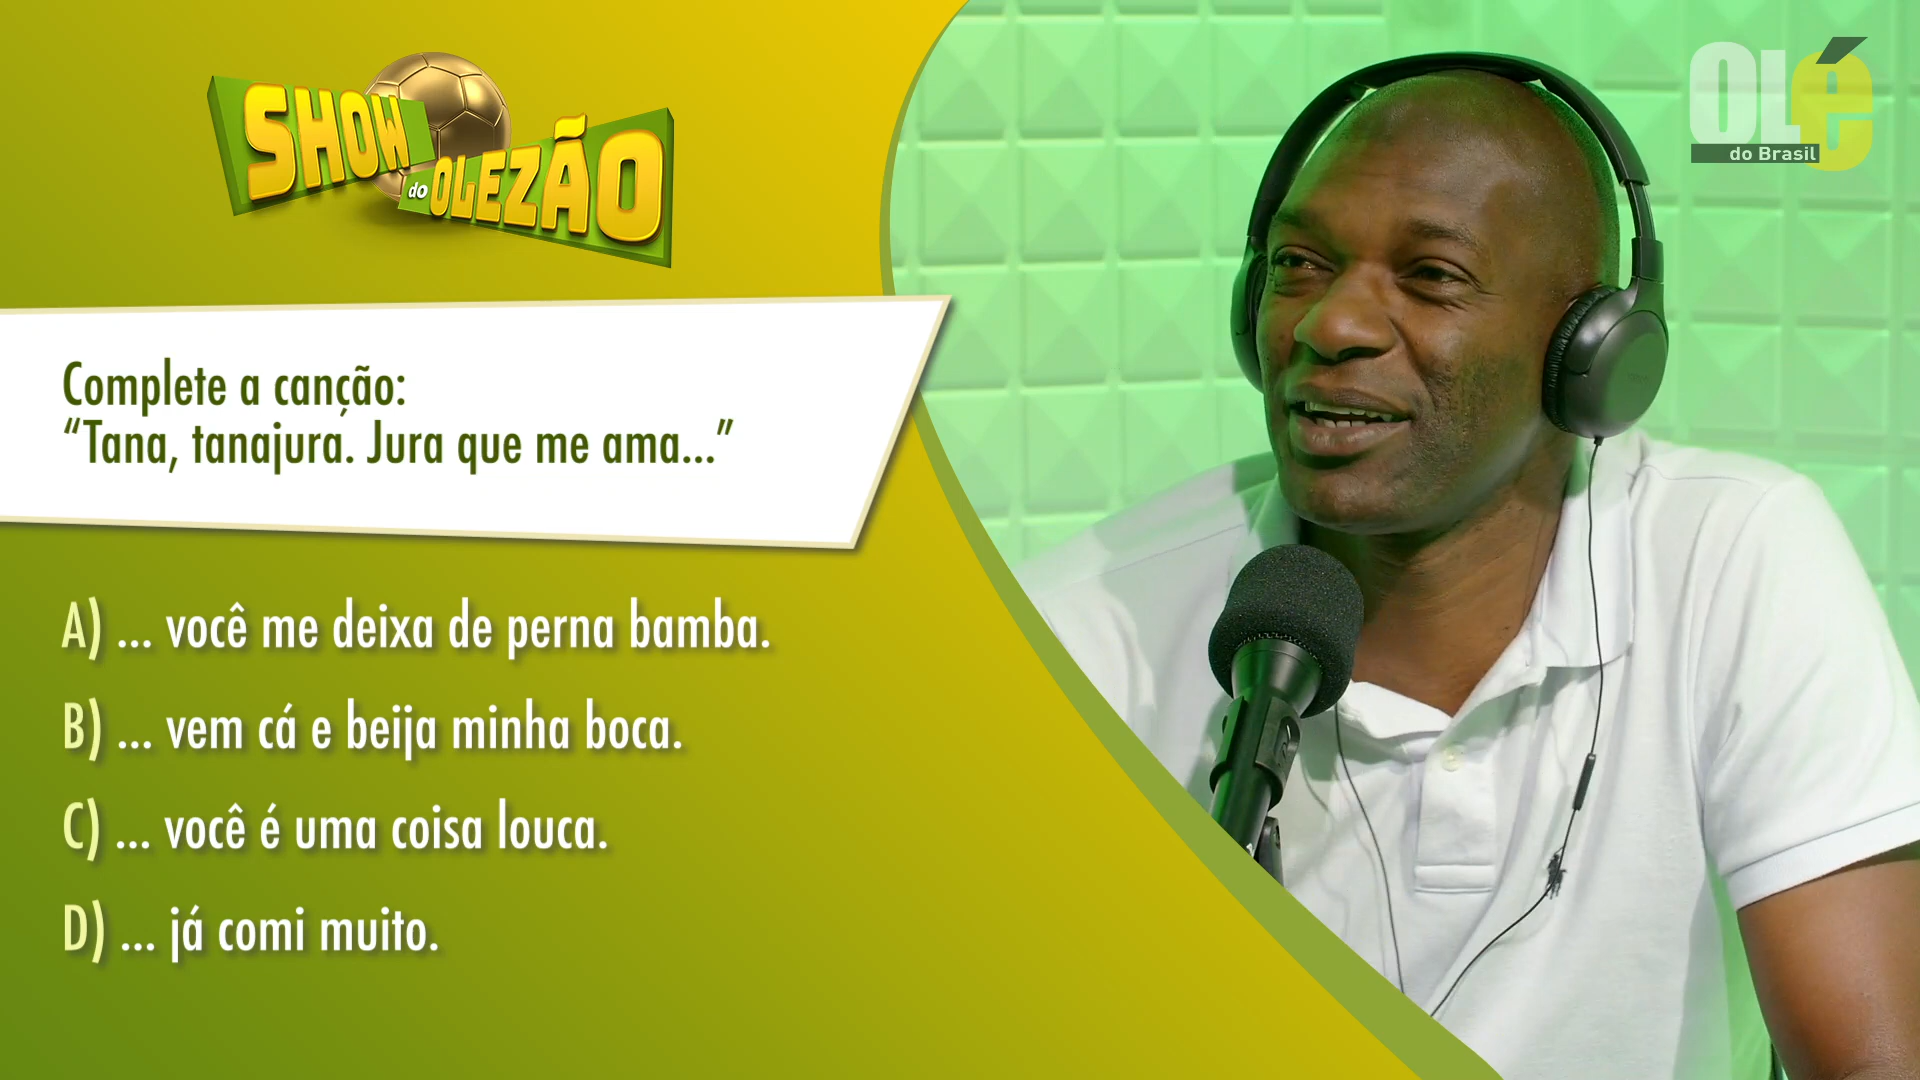 SHOW
do OLEZÃO
OLé
do Brasil
Complete a canção:
“Tana, tanajura. Jura que me ama...”
A) ... você me deixa de perna bamba.
B) ... vem cá e beija minha boca.
C) ... você é uma coisa louca.
D) ... já comi muito.